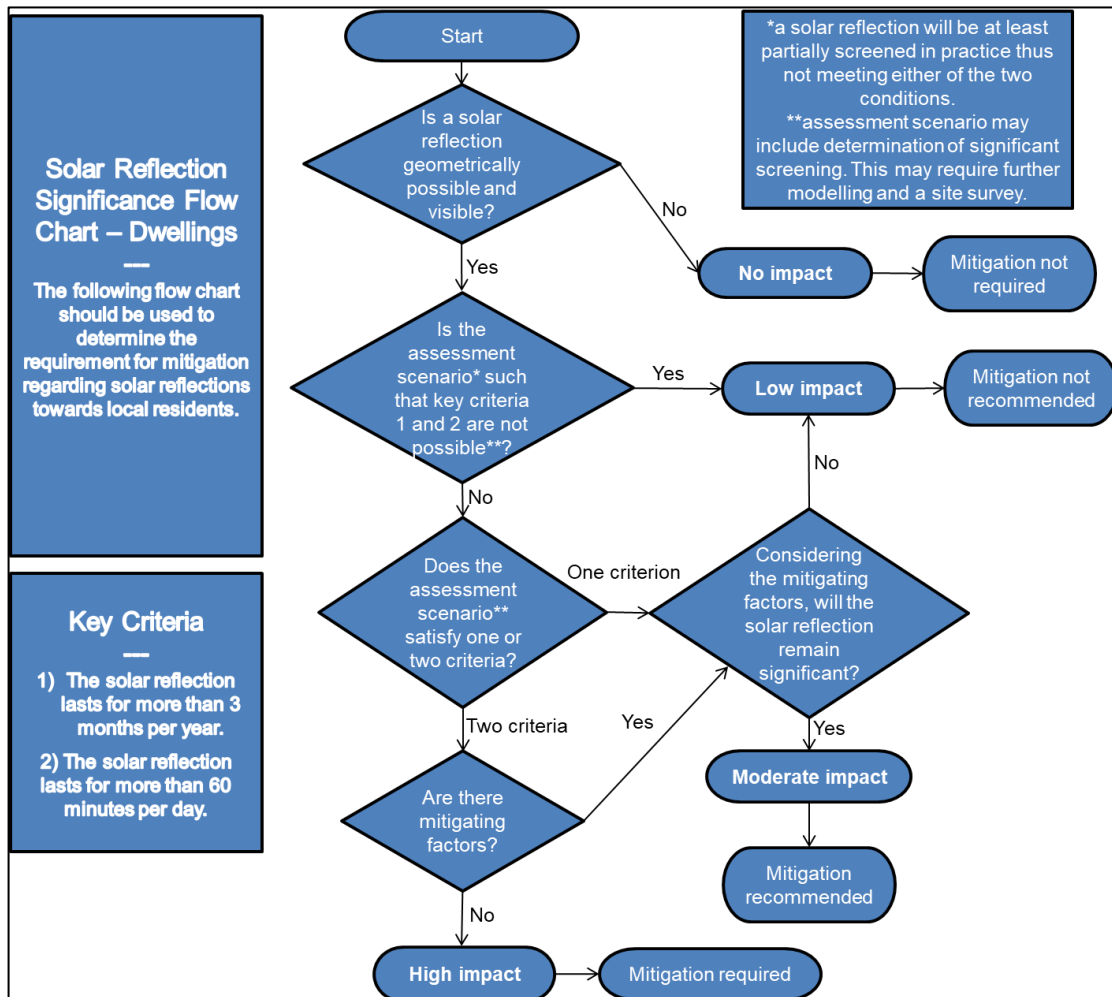 Solar Reflection
Significance Flow
Chart – Dwellings
---
The following flow chart
should be used to
determine the
requirement for mitigation
regarding solar reflections
towards local residents.
Key Criteria
---
1) The solar reflection
lasts for more than 3
months per year.
2) The solar reflection
lasts for more than 60
minutes per day.
Start
*a solar reflection will be at least
partially screened in practice thus
not meeting either of the two
conditions.
**assessment scenario may
include determination of significant
screening. This may require further
modelling and a site survey.
Is a solar
reflection
geometrically
possible and
visible?
No
No impact
Mitigation not
required
Yes
Is the
assessment
scenario* such
that key criteria
1 and 2 are not
possible**?
Yes
Low impact
Mitigation not
recommended
No
No
Does the
assessment
scenario**
satisfy one or
two criteria?
One criterion
Considering
the mitigating
factors, will the
solar reflection
remain
significant?
Two criteria
Yes
Yes
Moderate impact
Mitigation
recommended
Are there
mitigating
factors?
No
High impact
Mitigation required